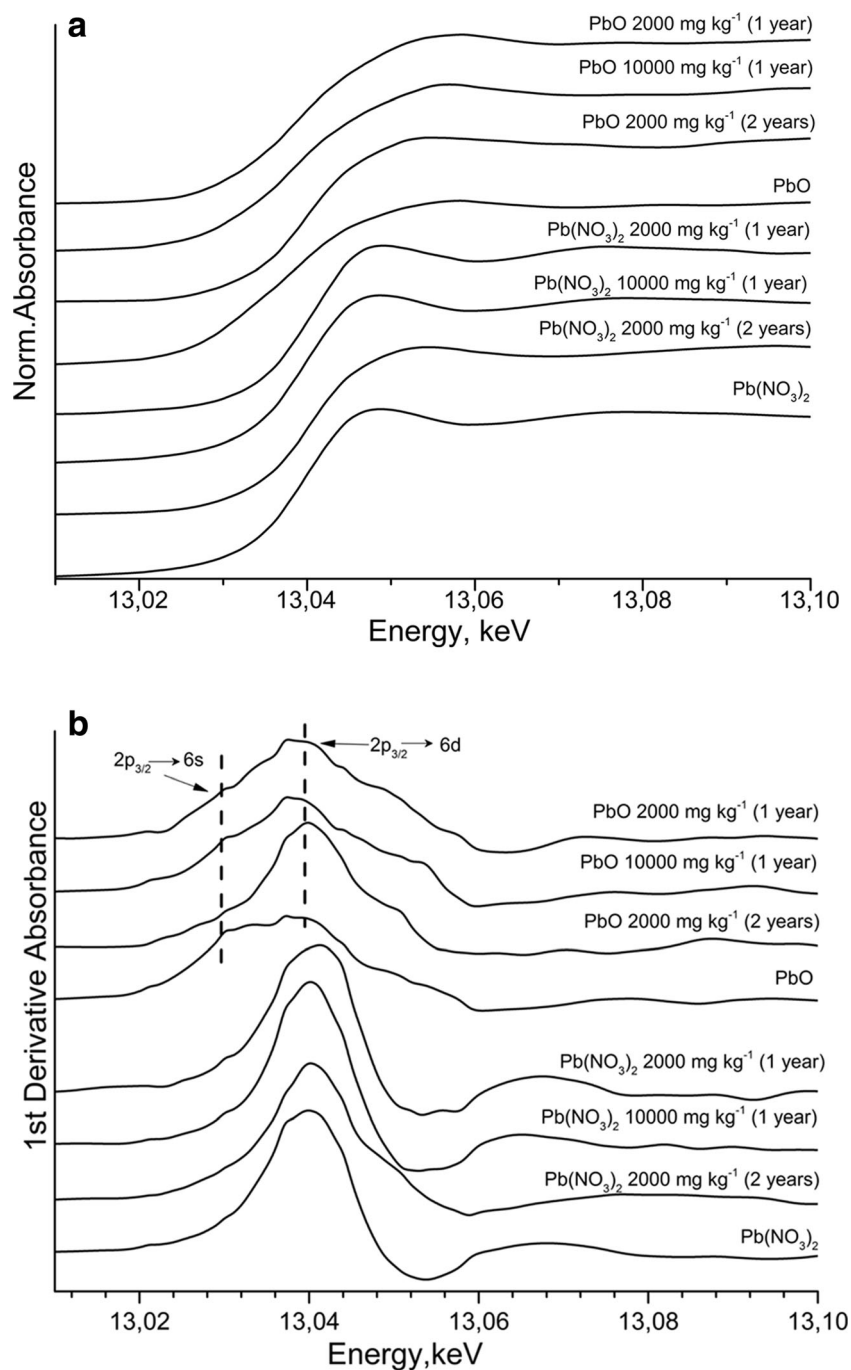 a
PbO 2000 mg kg⁻¹ (1 year)
PbO 10000 mg kg⁻¹ (1 year)
PbO 2000 mg kg⁻¹ (2 years)
PbO
Pb(NO₃)₂ 2000 mg kg⁻¹ (1 year)
Pb(NO₃)₂ 10000 mg kg⁻¹ (1 year)
Pb(NO₃)₂ 2000 mg kg⁻¹ (2 years)
Pb(NO₃)₂
Norm.Absorbance
13,02 13,04 13,06 13,08 13,10
Energy, keV
b
2p₃/₂→6s
2p₃/₂→6d
PbO 2000 mg kg⁻¹ (1 year)
PbO 10000 mg kg⁻¹ (1 year)
PbO 2000 mg kg⁻¹ (2 years)
PbO
Pb(NO₃)₂ 2000 mg kg⁻¹ (1 year)
Pb(NO₃)₂ 10000 mg kg⁻¹ (1 year)
Pb(NO₃)₂ 2000 mg kg⁻¹ (2 years)
Pb(NO₃)₂
1st Derivative Absorbance
13,02 13,04 13,06 13,08 13,10
Energy,keV